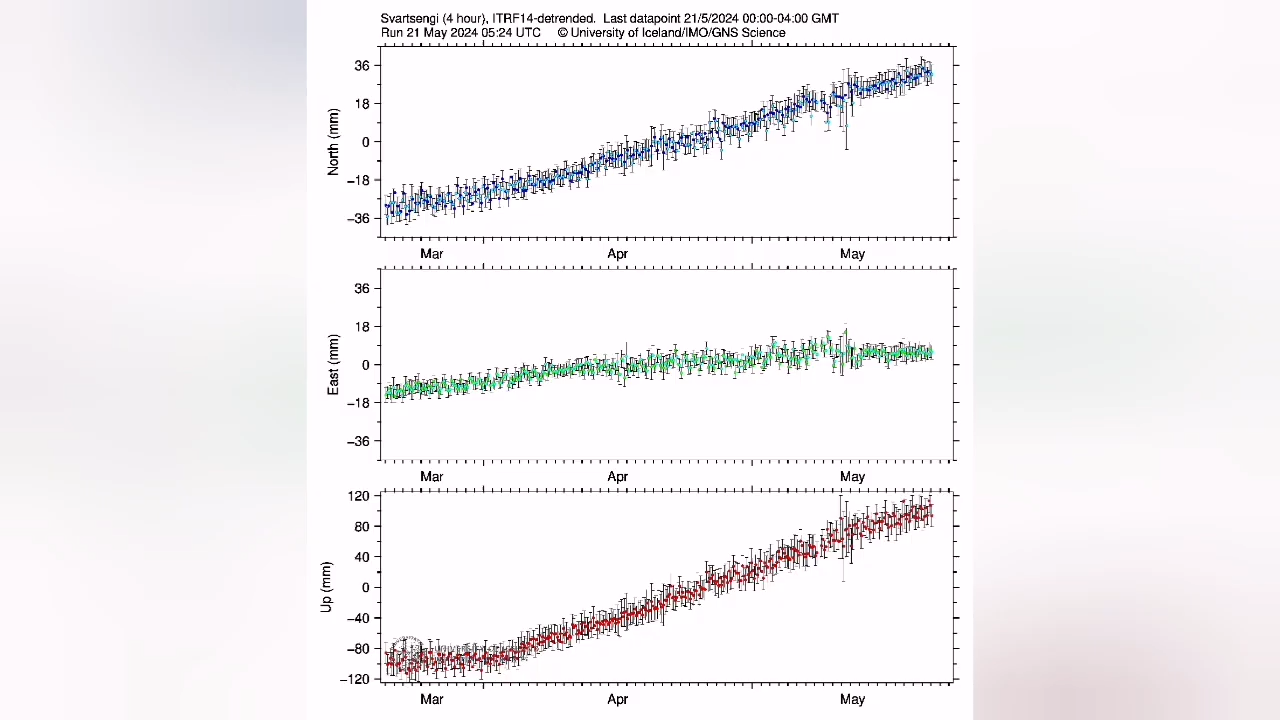 Svartsengi (4 hour), ITRF14-detrended. Last datapoint 21/5/2024 00:00-04:00 GMT
Run 21 May 2024 05:24 UTC © University of Iceland/IMO/GNS Science
North (mm)
36
18
0
−18
−36
Mar Apr May
East (mm)
36
18
0
−18
−36
Mar Apr May
Up (mm)
120
80
40
0
−40
−80
−120
Mar Apr May